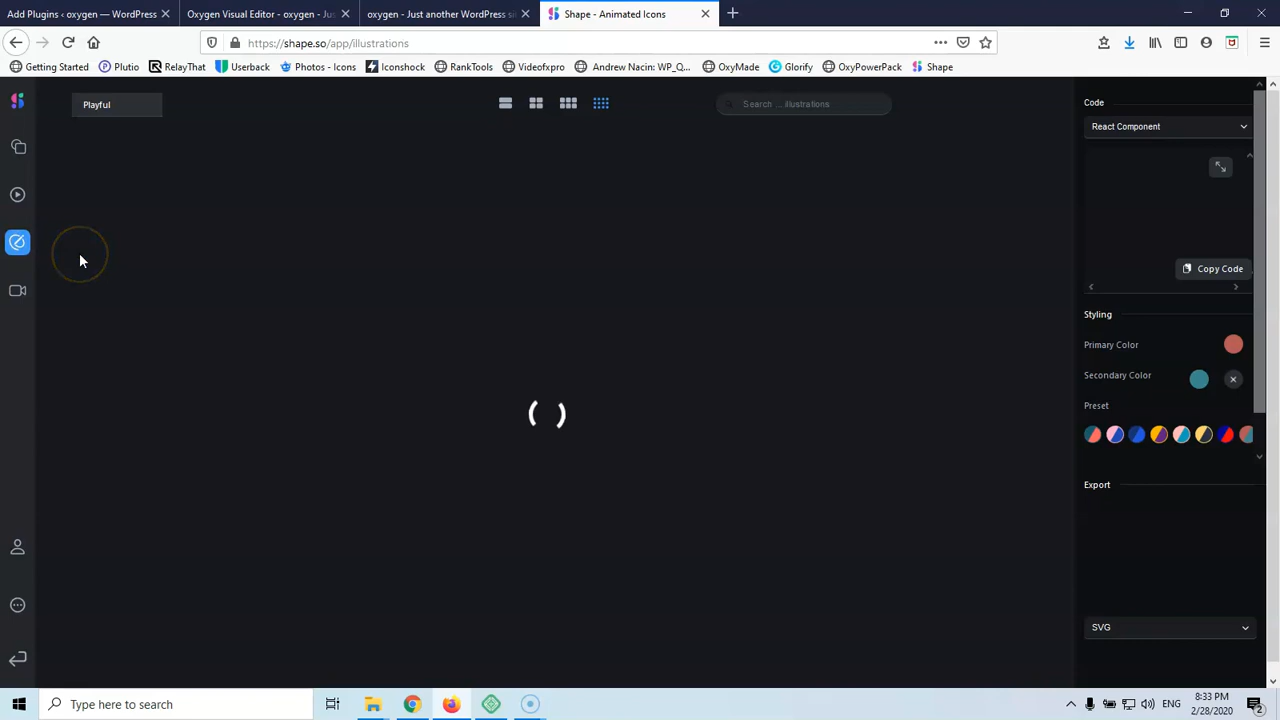 Add Plugins ‹ oxygen — WordPress
Oxygen Visual Editor - oxygen - Jus
oxygen - Just another WordPress si
Shape - Animated Icons
https://shape.so/app/illustrations
Getting Started
Plutio
RelayThat
Userback
Photos - Icons
Iconshock
RankTools
Videofxpro
Andrew Nacin: WP_Q...
OxyMade
Glorify
OxyPowerPack
Shape
Playful
Search ... illustrations
Code
React Component
Copy Code
Styling
Primary Color
Secondary Color
Preset
Export
SVG
Type here to search
ENG
8:33 PM
2/28/2020
2